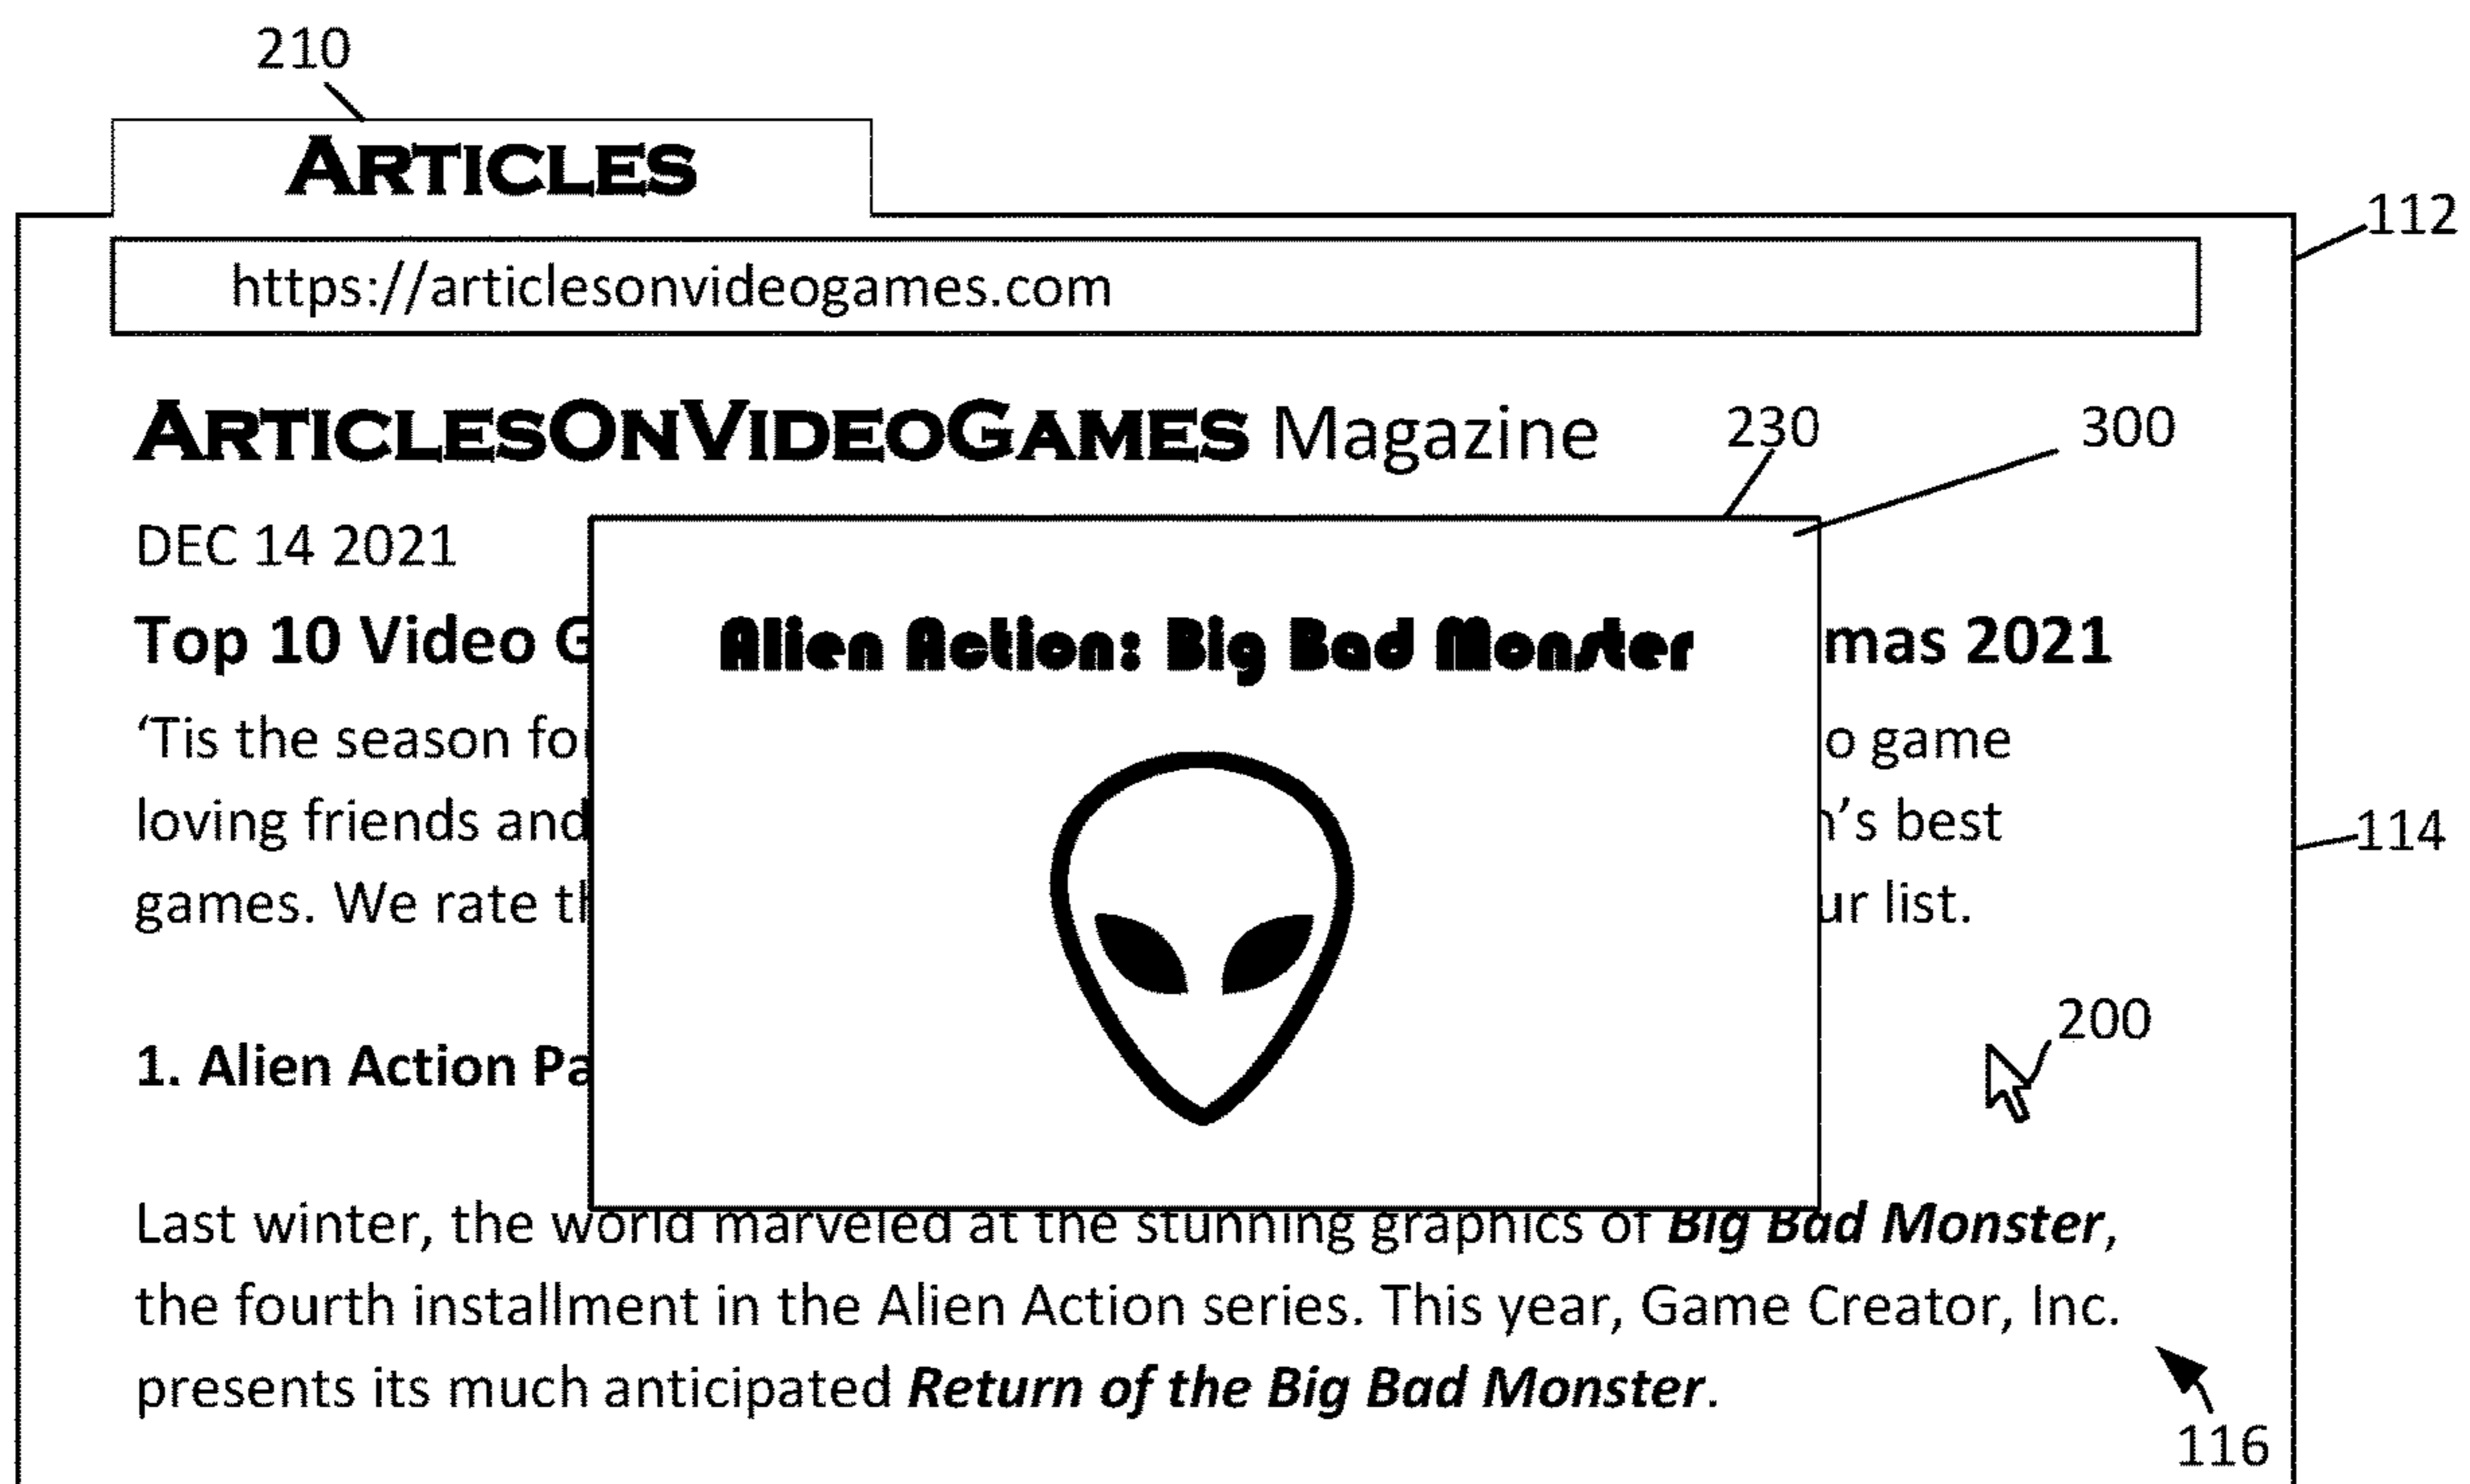 210
ARTICLES
112
https://articlesonvideogames.com
ARTICLESONVIDEOGAMES Magazine 230 300
DEC 14 2021
Top 10 Video G mas 2021
Alien Action: Big Bad Monster
‘Tis the season for o game
loving friends and n’s best
114
games. We rate th ur list.
200
1. Alien Action Pa
Last winter, the world marveled at the stunning graphics of Big Bad Monster,
the fourth installment in the Alien Action series. This year, Game Creator, Inc.
presents its much anticipated Return of the Big Bad Monster.
116